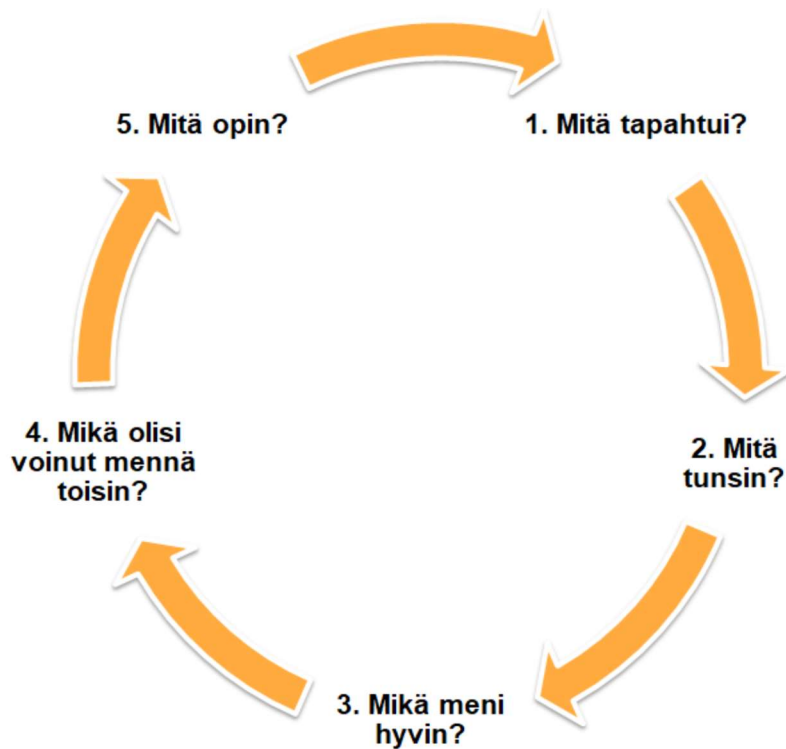 1. Mitä tapahtui?
2. Mitä
tunsin?
3. Mikä meni
hyvin?
4. Mikä olisi
voinut mennä
toisin?
5. Mitä opin?